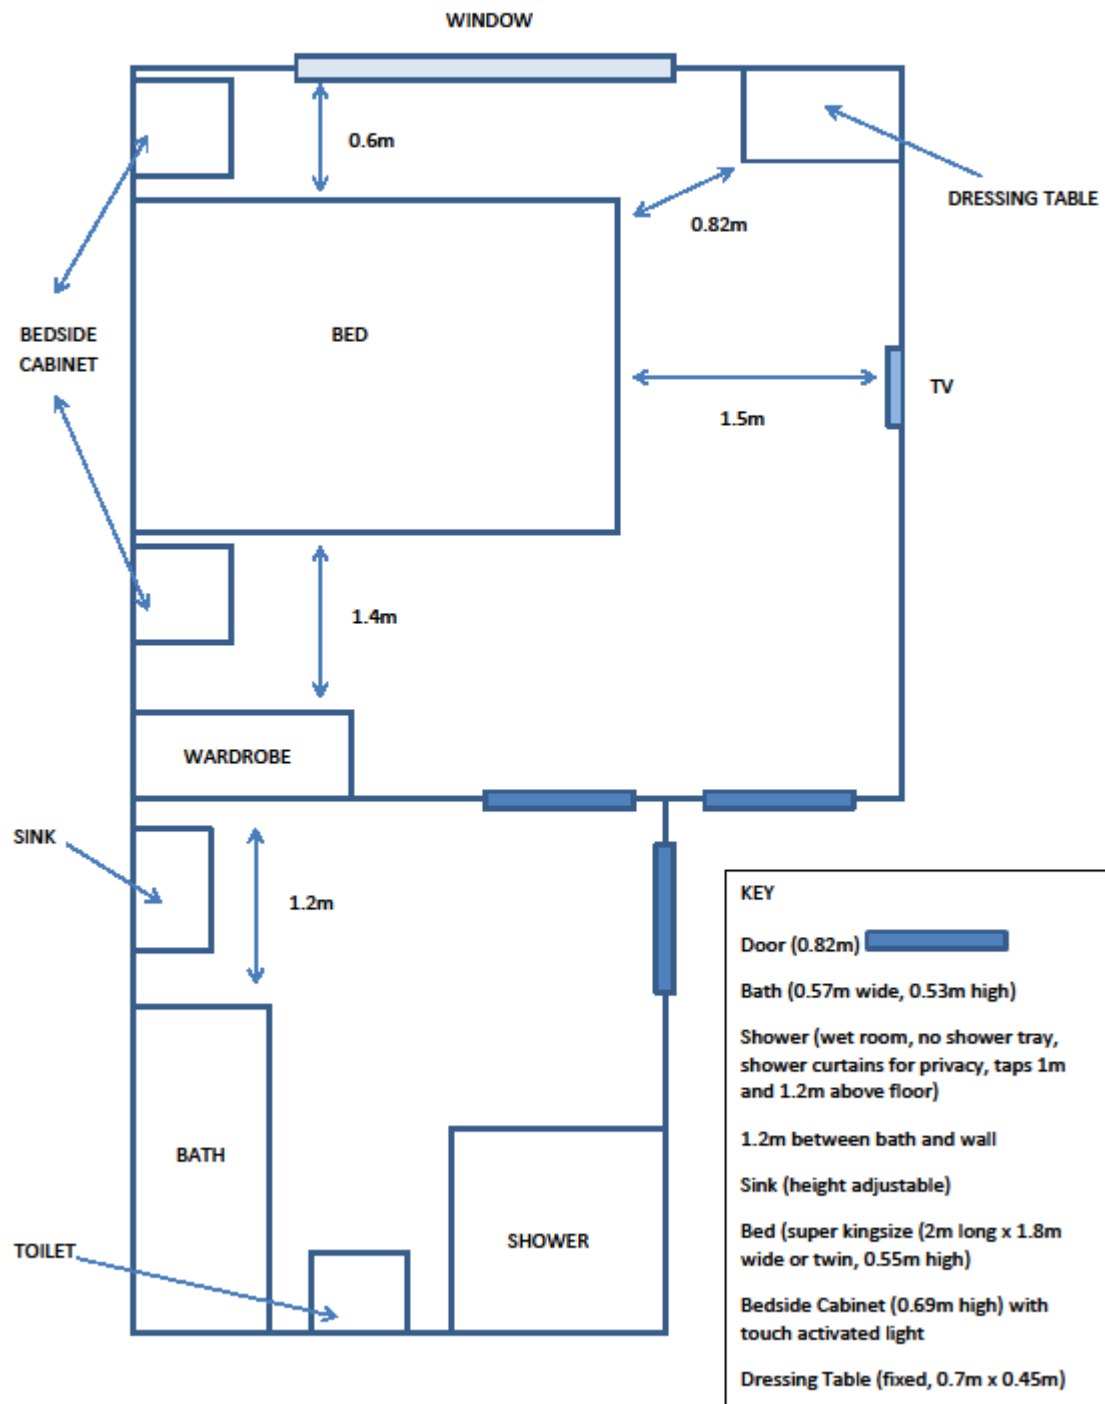 WINDOW
0.6m
DRESSING TABLE
0.82m
BEDSIDE
CABINET
BED
TV
1.5m
1.4m
WARDROBE
SINK
1.2m
BATH
TOILET
SHOWER
KEY
Door (0.82m)
Bath (0.57m wide, 0.53m high)
Shower (wet room, no shower tray,
shower curtains for privacy, taps 1m
and 1.2m above floor)
1.2m between bath and wall
Sink (height adjustable)
Bed (super kingsize (2m long x 1.8m
wide or twin, 0.55m high)
Bedside Cabinet (0.69m high) with
touch activated light
Dressing Table (fixed, 0.7m x 0.45m)